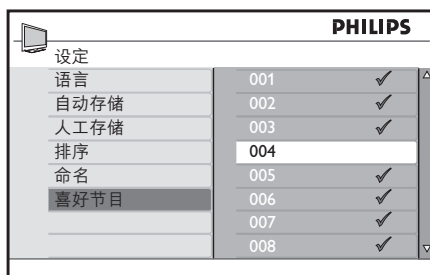 PHILIPS
设定
语言 001 ✓
自动存储 002 ✓
人工存储 003 ✓
排序 004
命名 005 ✓
喜好节目 006 ✓
007 ✓
008 ✓